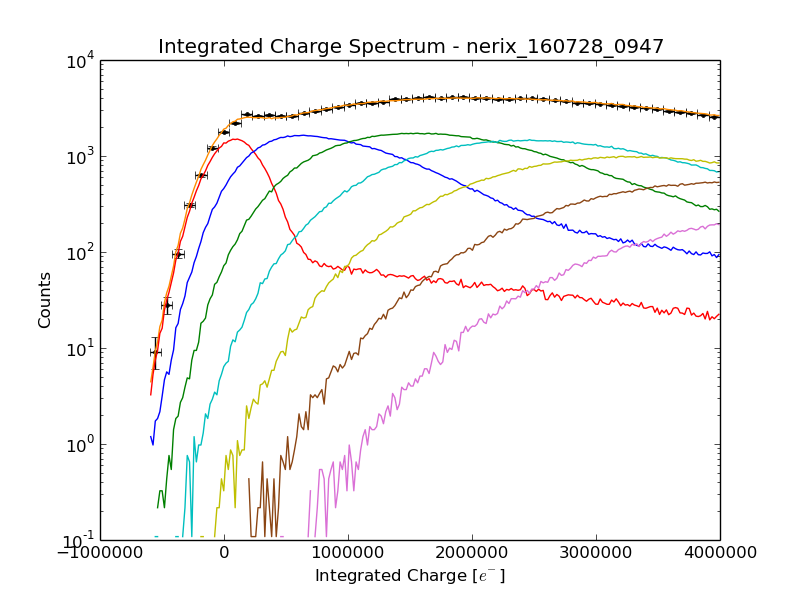 Integrated Charge Spectrum - nerix_160728_0947
Counts
10^4
10^3
10^2
10^1
10^0
10^-1
−1000000 0 1000000 2000000 3000000 4000000
Integrated Charge [e^-]